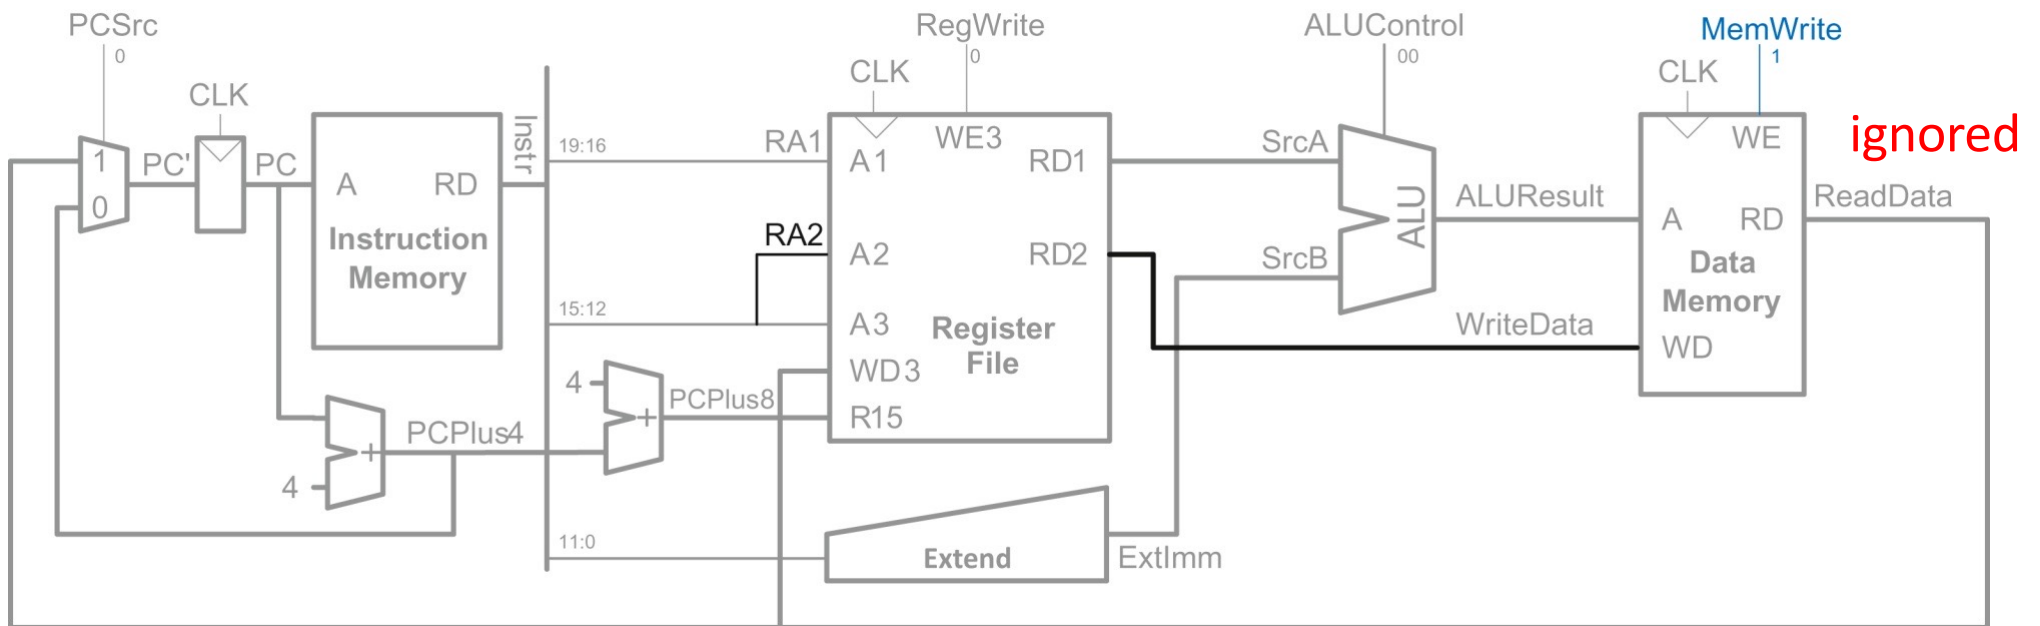 PCSrc
0
RegWrite
0
ALUControl
00
MemWrite
1
CLK
CLK
CLK
1
0
PC'
PC
A
RD
Instruction
Memory
Instr
19:16
RA1
A1
WE3
RD1
SrcA
ALU
ALUResult
WE
ignored
A
RD
ReadData
Data
Memory
WD
RA2
A2
RD2
SrcB
15:12
A3
Register
File
WriteData
WD3
4
+
PCPlus8
R15
PCPlus4
+
4
11:0
Extend
ExtImm